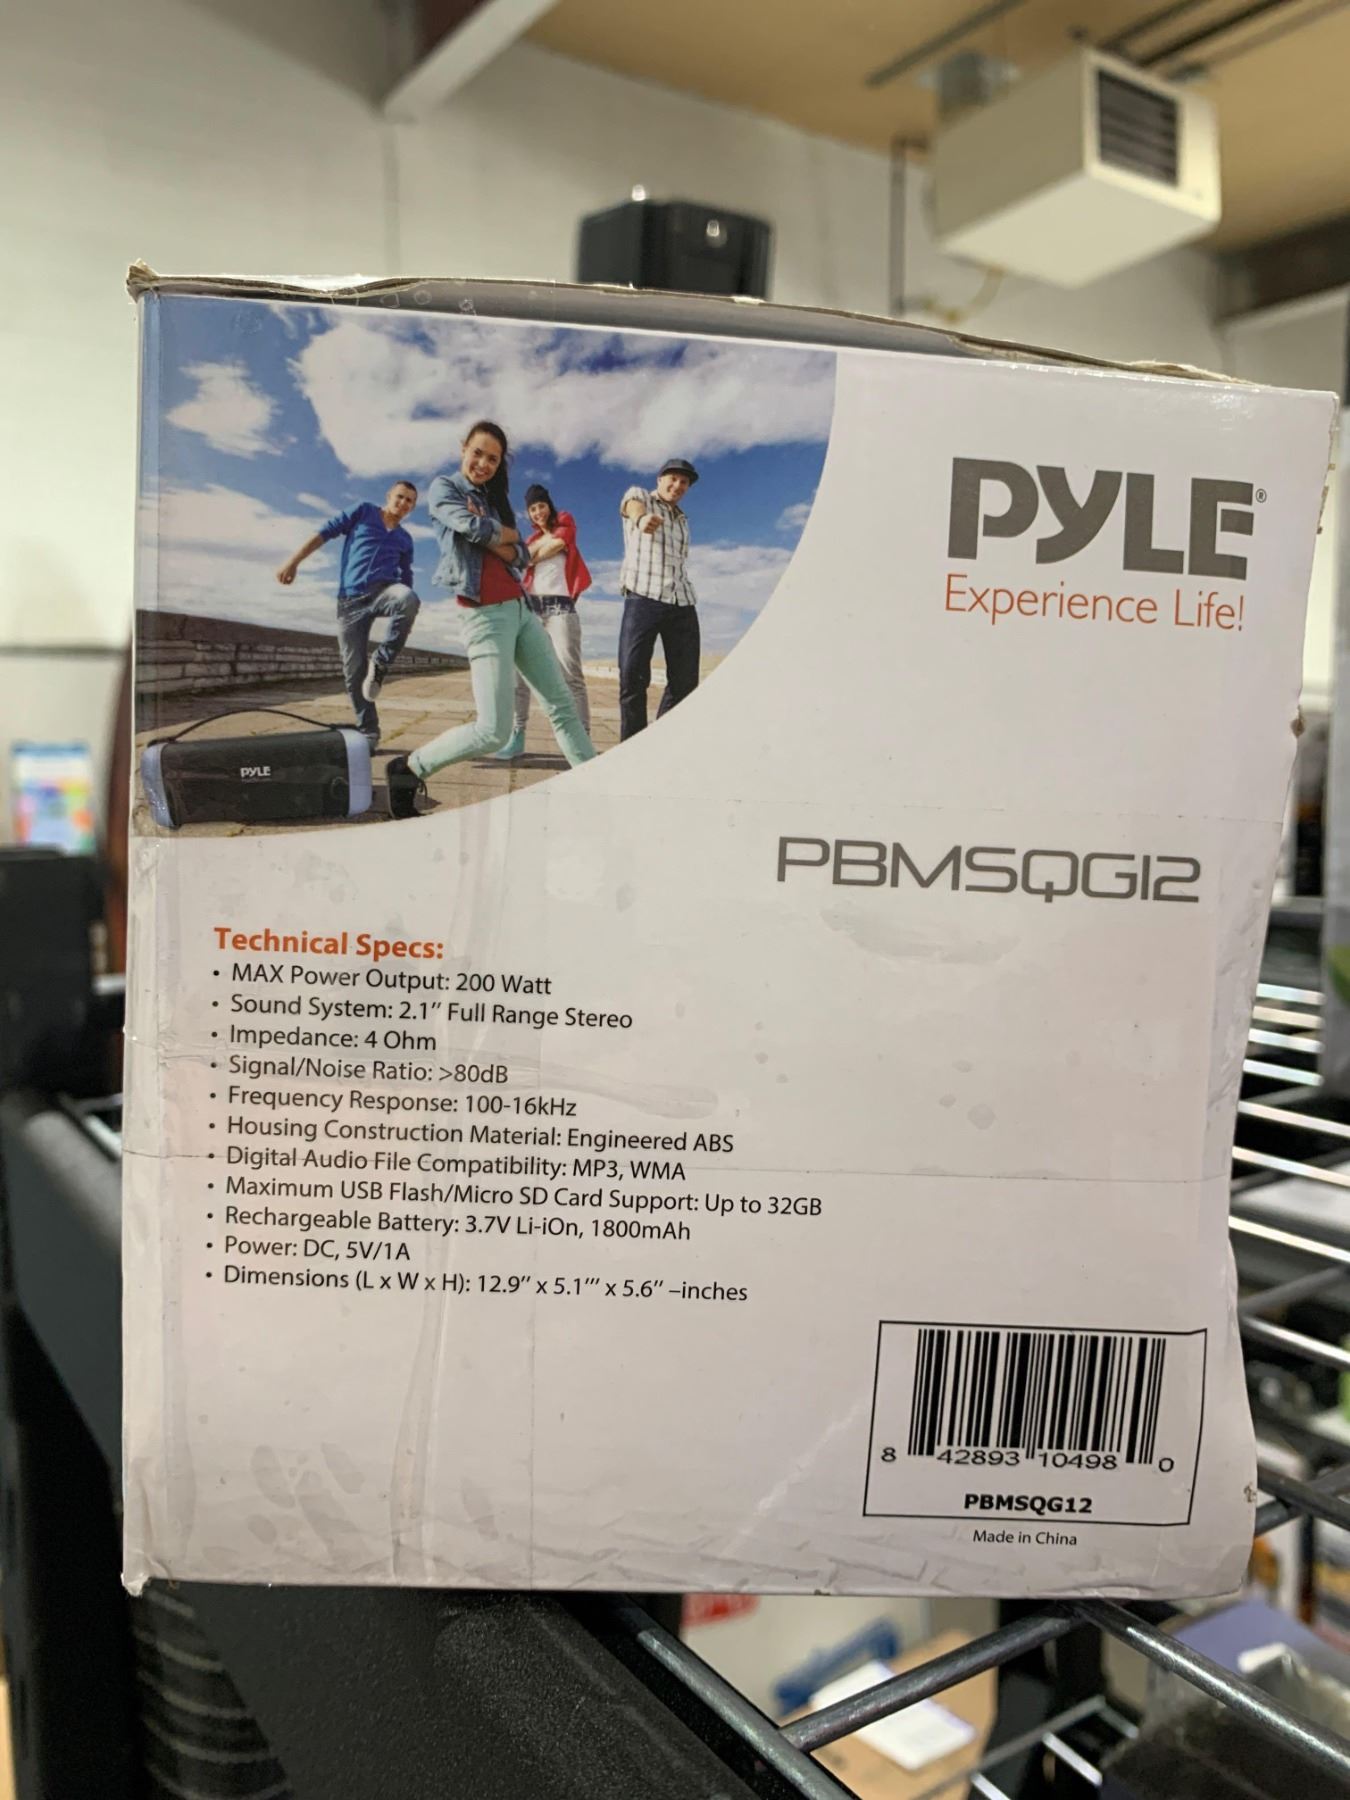 PYLE®
Experience Life!
PYLE
PBMSQG12
Technical Specs:
• MAX Power Output: 200 Watt
• Sound System: 2.1’’ Full Range Stereo
• Impedance: 4 Ohm
• Signal/Noise Ratio: >80dB
• Frequency Response: 100-16kHz
• Housing Construction Material: Engineered ABS
• Digital Audio File Compatibility: MP3, WMA
• Maximum USB Flash/Micro SD Card Support: Up to 32GB
• Rechargeable Battery: 3.7V Li-iOn, 1800mAh
• Power: DC, 5V/1A
• Dimensions (L x W x H): 12.9’’ x 5.1’’’ x 5.6’’ –inches
8 42893 10498 0
PBMSQG12
Made in China